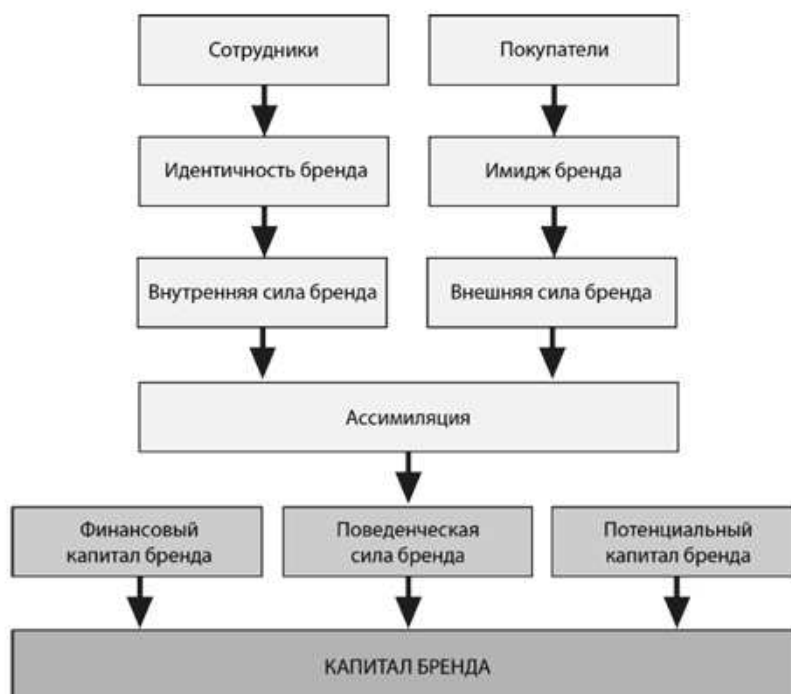 Сотрудники
Покупатели
Идентичность бренда
Имидж бренда
Внутренняя сила бренда
Внешняя сила бренда
Ассимиляция
Финансовый
капитал бренда
Поведенческая
сила бренда
Потенциальный
капитал бренда
КАПИТАЛ БРЕНДА